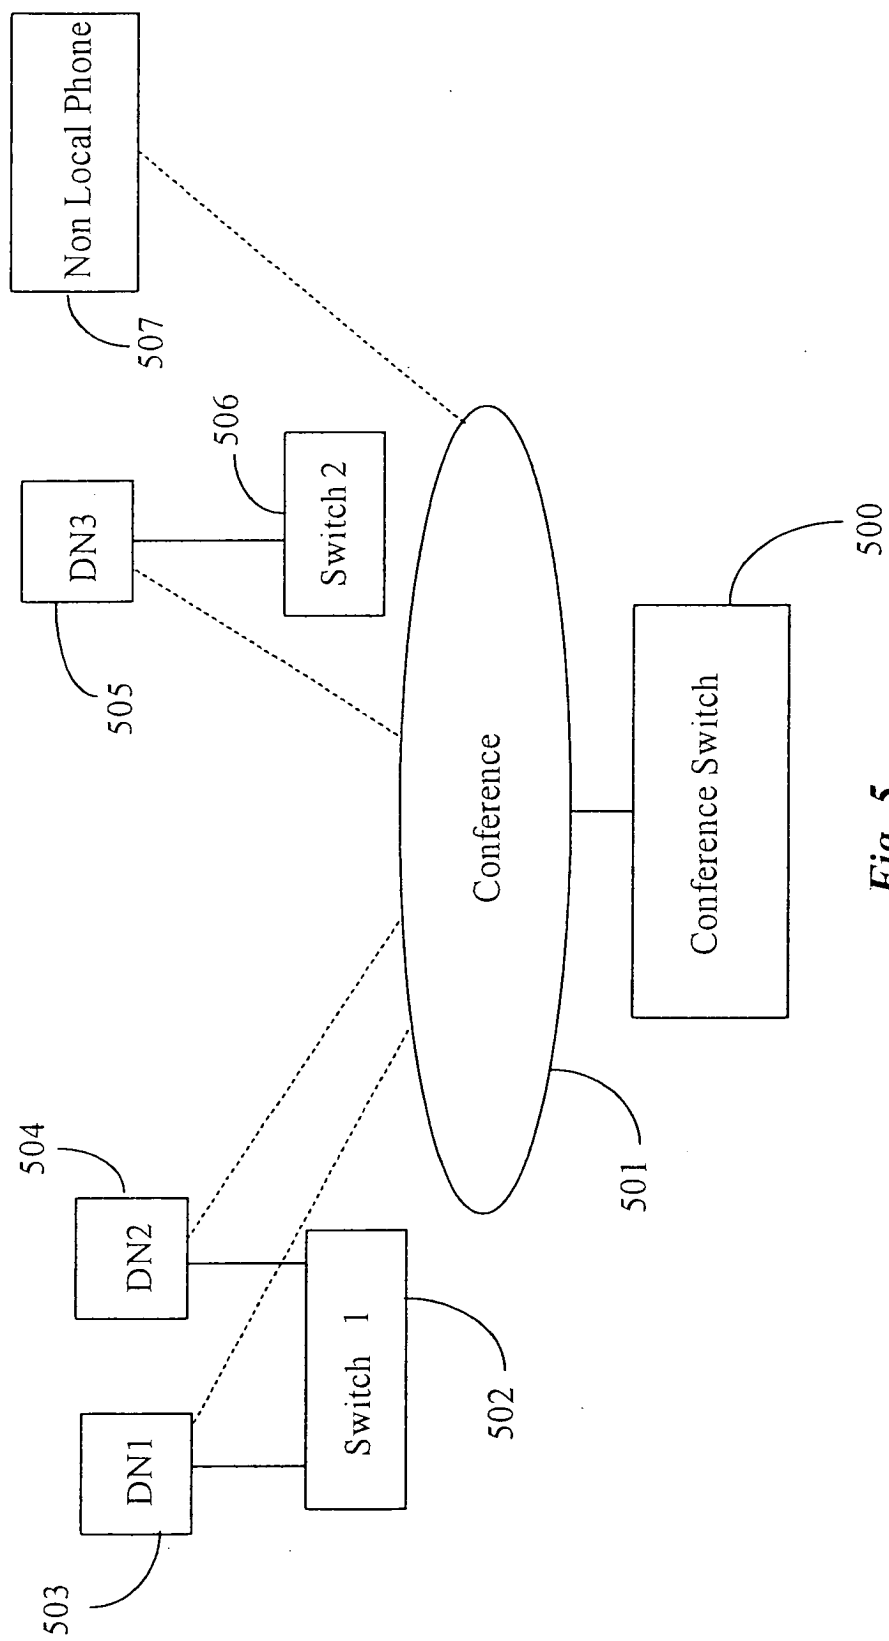 503
DN1
504
DN2
Switch 1
502
505
DN3
506
Switch 2
507
Non Local Phone
Conference
501
Conference Switch
500
Fig. 5